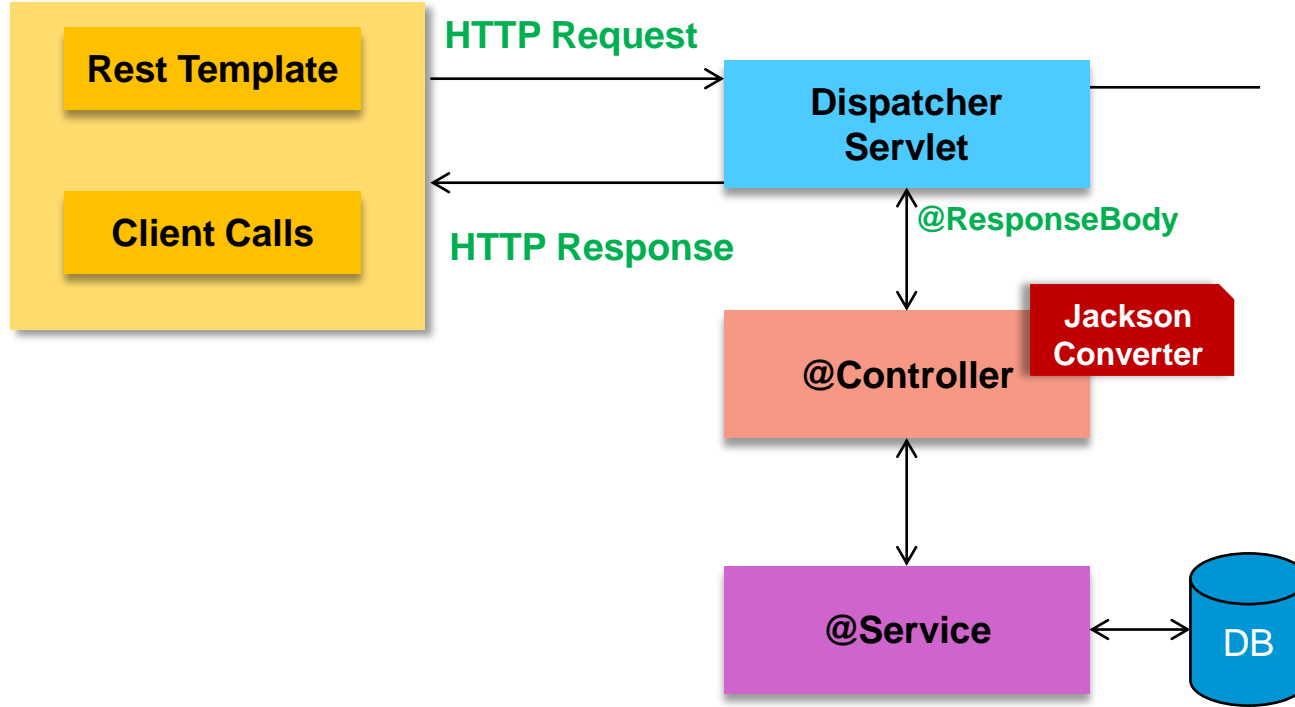 HTTP Request
Rest Template
Dispatcher
Servlet
Client Calls
@ResponseBody
HTTP Response
Jackson
Converter
@Controller
@Service
DB